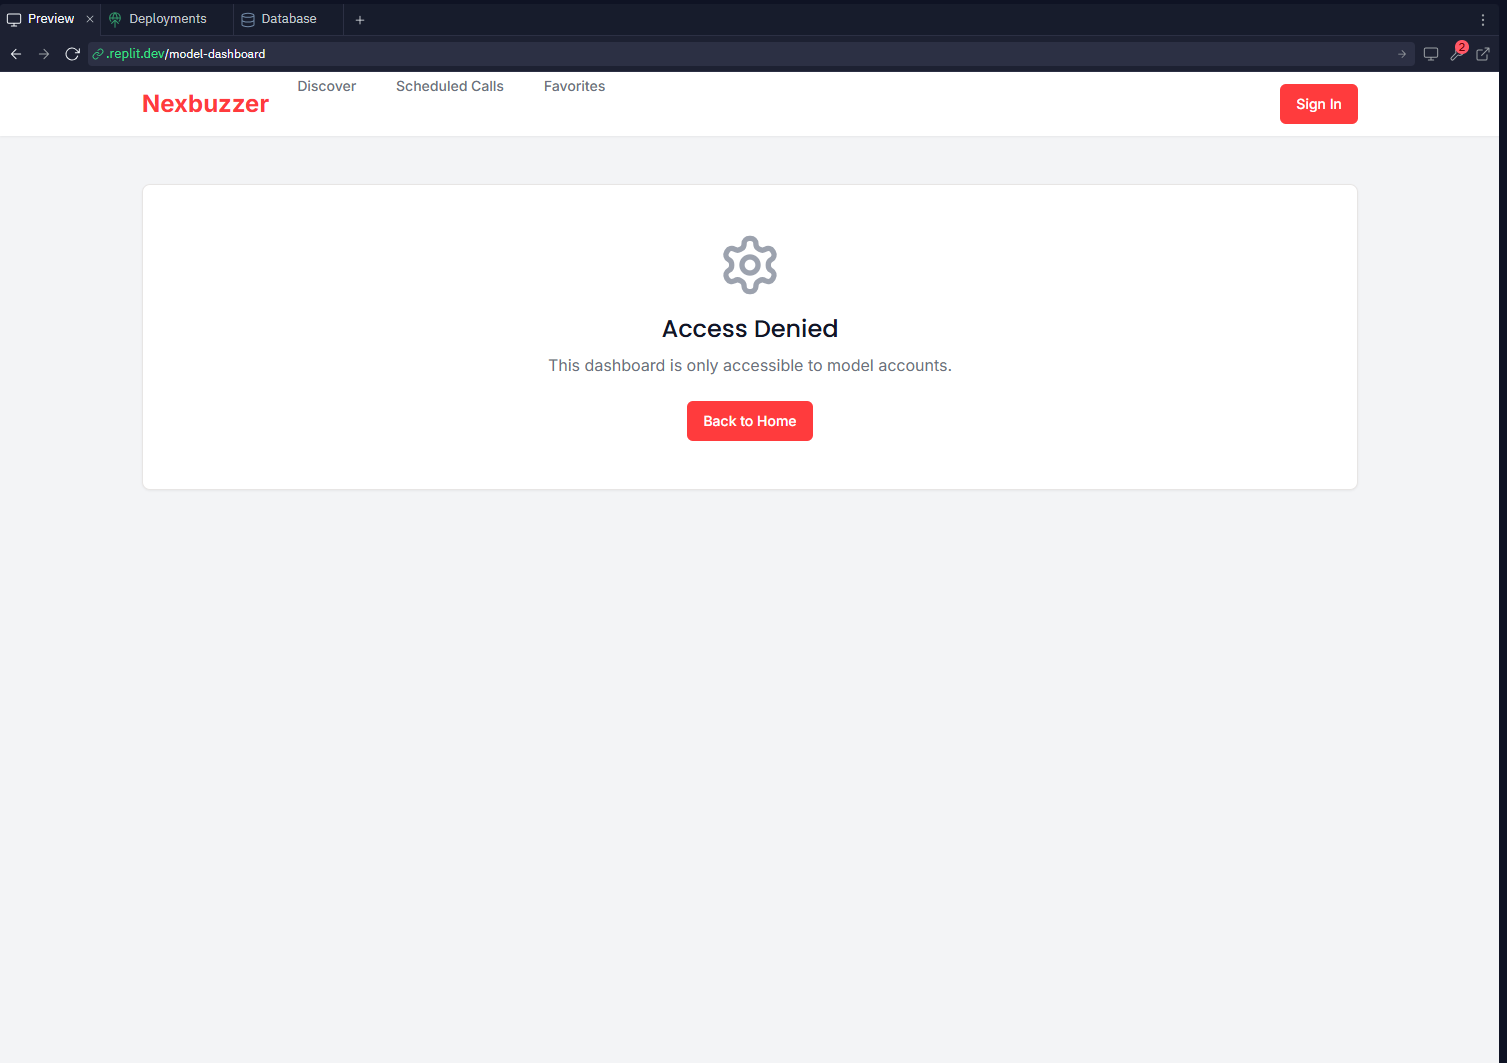 Preview
Deployments
Database
.replit.dev/model-dashboard
2
Nexbuzzer
Discover
Scheduled Calls
Favorites
Sign In
Access Denied
This dashboard is only accessible to model accounts.
Back to Home